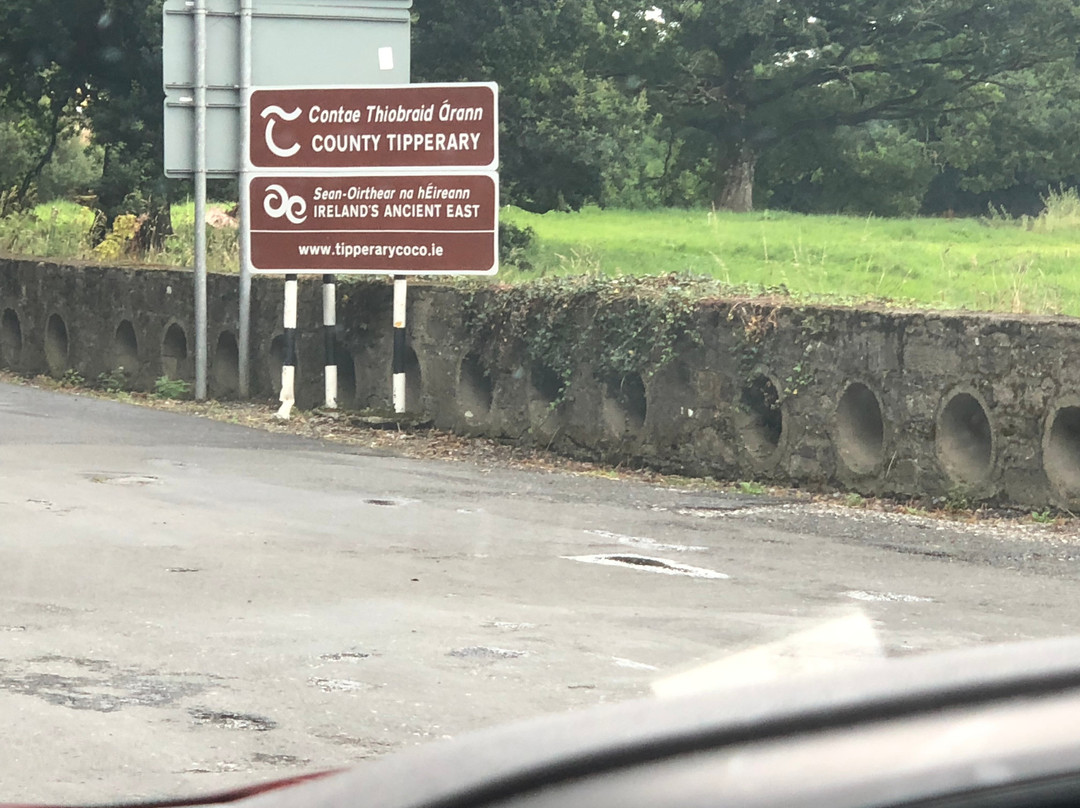 Contae Thiobraid Árann
COUNTY TIPPERARY
Sean-Oirthear na hÉireann
IRELAND'S ANCIENT EAST
www.tipperarycoco.ie